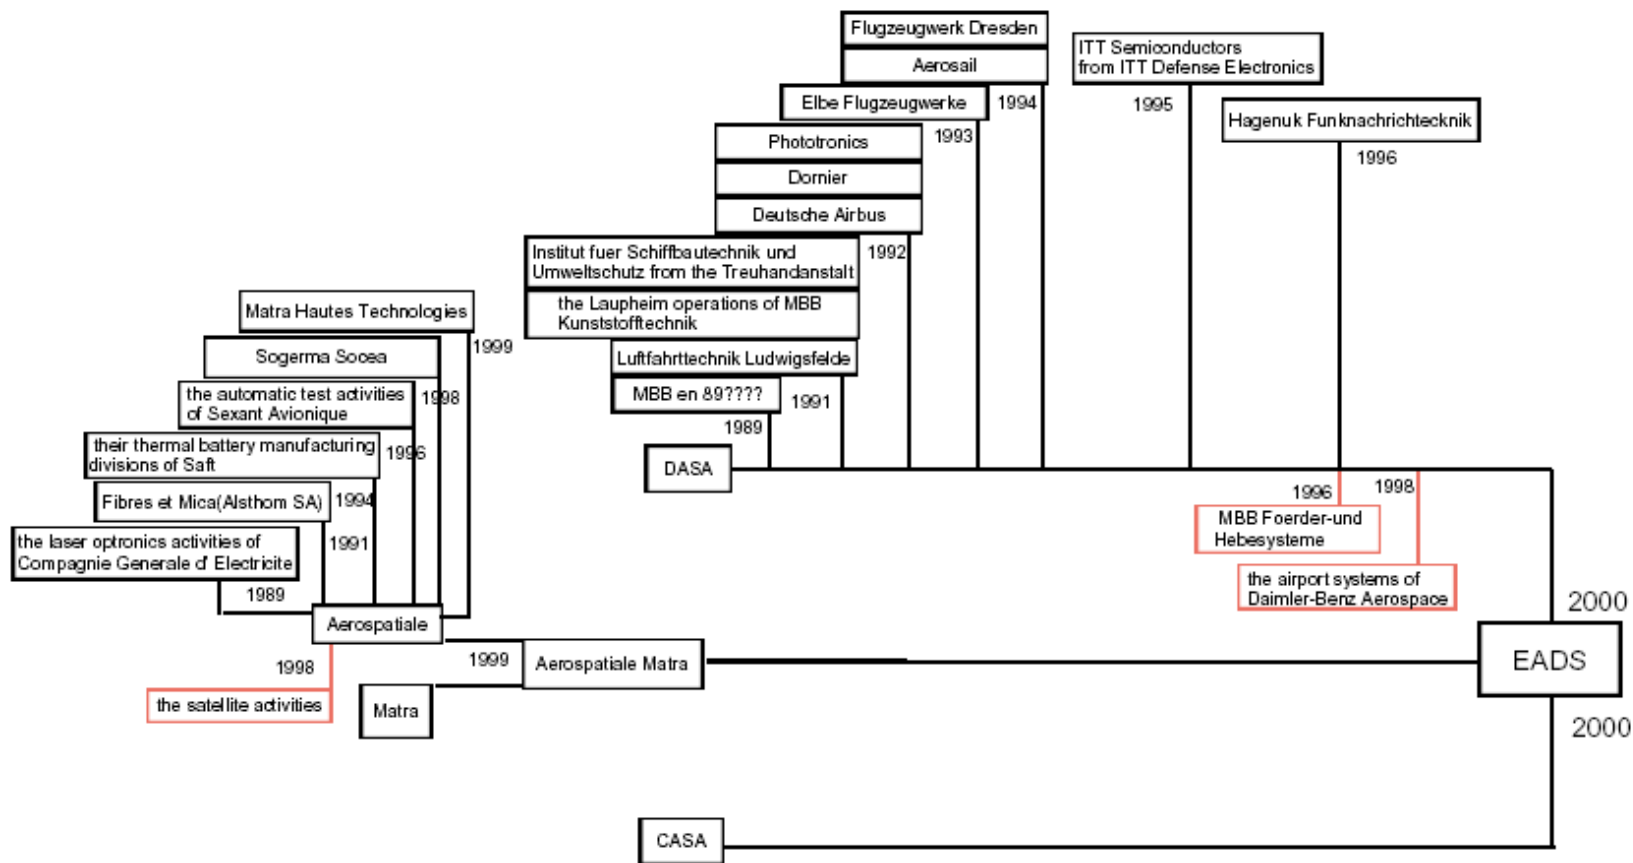 Flugzeugwerk Dresden
Aerosail
1994
Elbe Flugzeugwerke
1993
Phototronics
Dornier
Deutsche Airbus
1992
Institut fuer Schiffbautechnik und
Umweltschutz from the Treuhandanstalt
the Laupheim operations of MBB
Kunststofftechnik
Luftfahrttechnik Ludwigsfelde
1991
MBB en 89????
1989
DASA
ITT Semiconductors
from ITT Defense Electronics
1995
Hagenuk Funknachrichtecknik
1996
1996
MBB Foerder-und
Hebesysteme
1998
the airport systems of
Daimler-Benz Aerospace
Matra Hautes Technologies
1999
Sogerma Socea
1998
the automatic test activities
of Sexant Avionique
1996
their thermal battery manufacturing
divisions of Saft
1994
Fibres et Mica(Alsthom SA)
1991
the laser optronics activities of
Compagnie Generale d' Electricite
1989
Aerospatiale
1998
the satellite activities
1999
Aerospatiale Matra
Matra
2000
EADS
2000
CASA